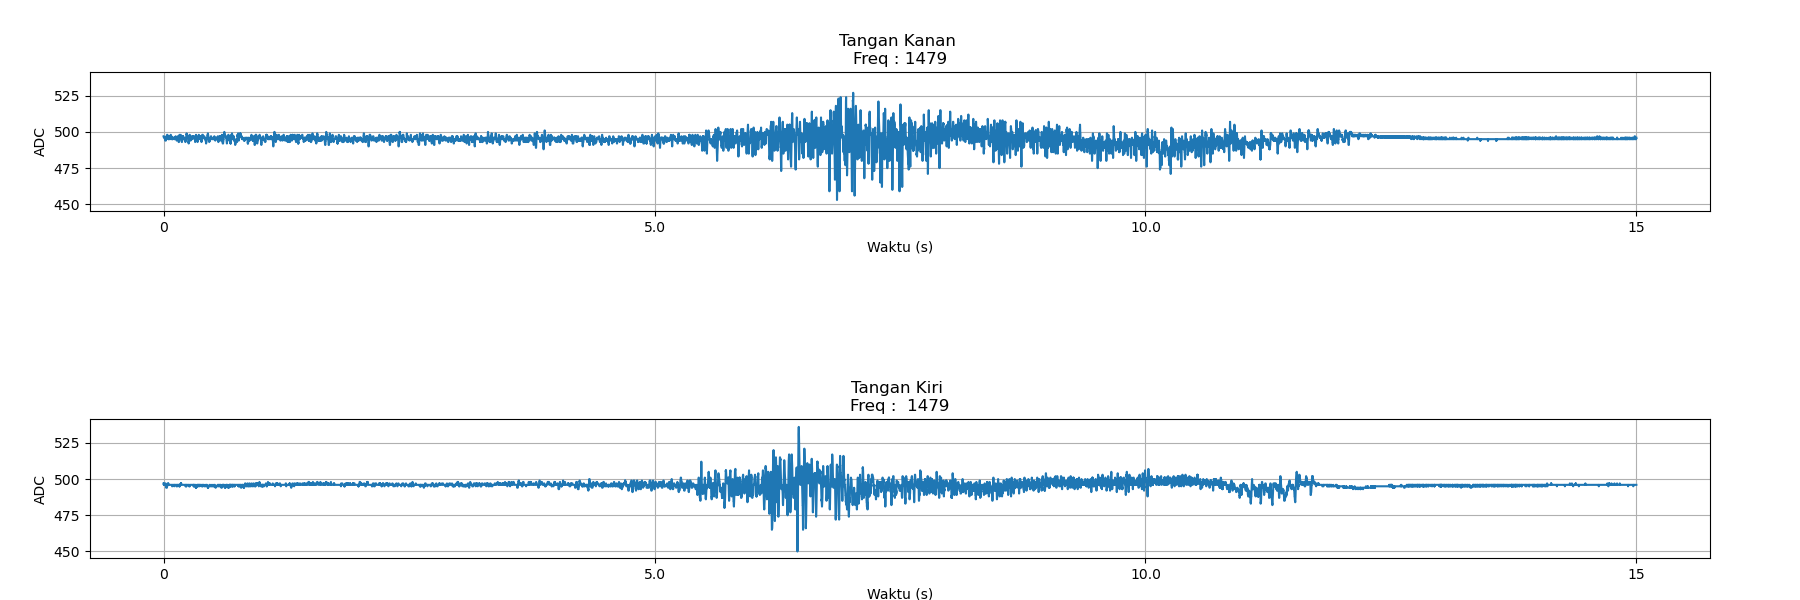 Tangan Kanan
Freq : 1479
525
500
475
450
ADC
0 5.0 10.0 15
Waktu (s)
Tangan Kiri
Freq :  1479
525
500
475
450
ADC
0 5.0 10.0 15
Waktu (s)